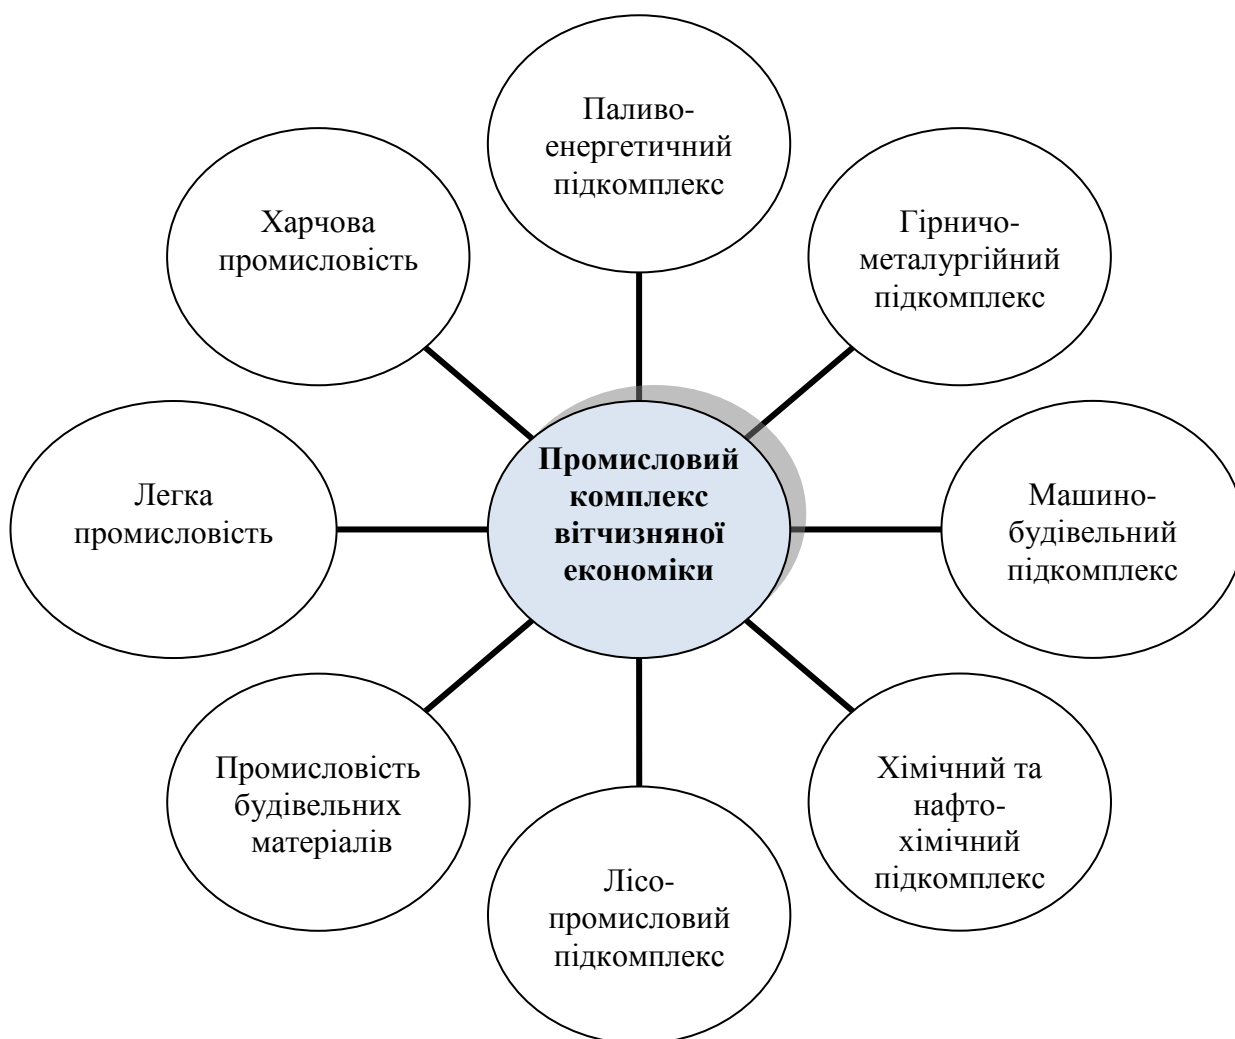 Паливо-
енергетичний
підкомплекс
Гірничо-
металургійний
підкомплекс
Машино-
будівельний
підкомплекс
Хімічний та
нафто-
хімічний
підкомплекс
Лісо-
промисловий
підкомплекс
Промисловість
будівельних
матеріалів
Легка
промисловість
Харчова
промисловість
Промисловий
комплекс
вітчизняної
економіки